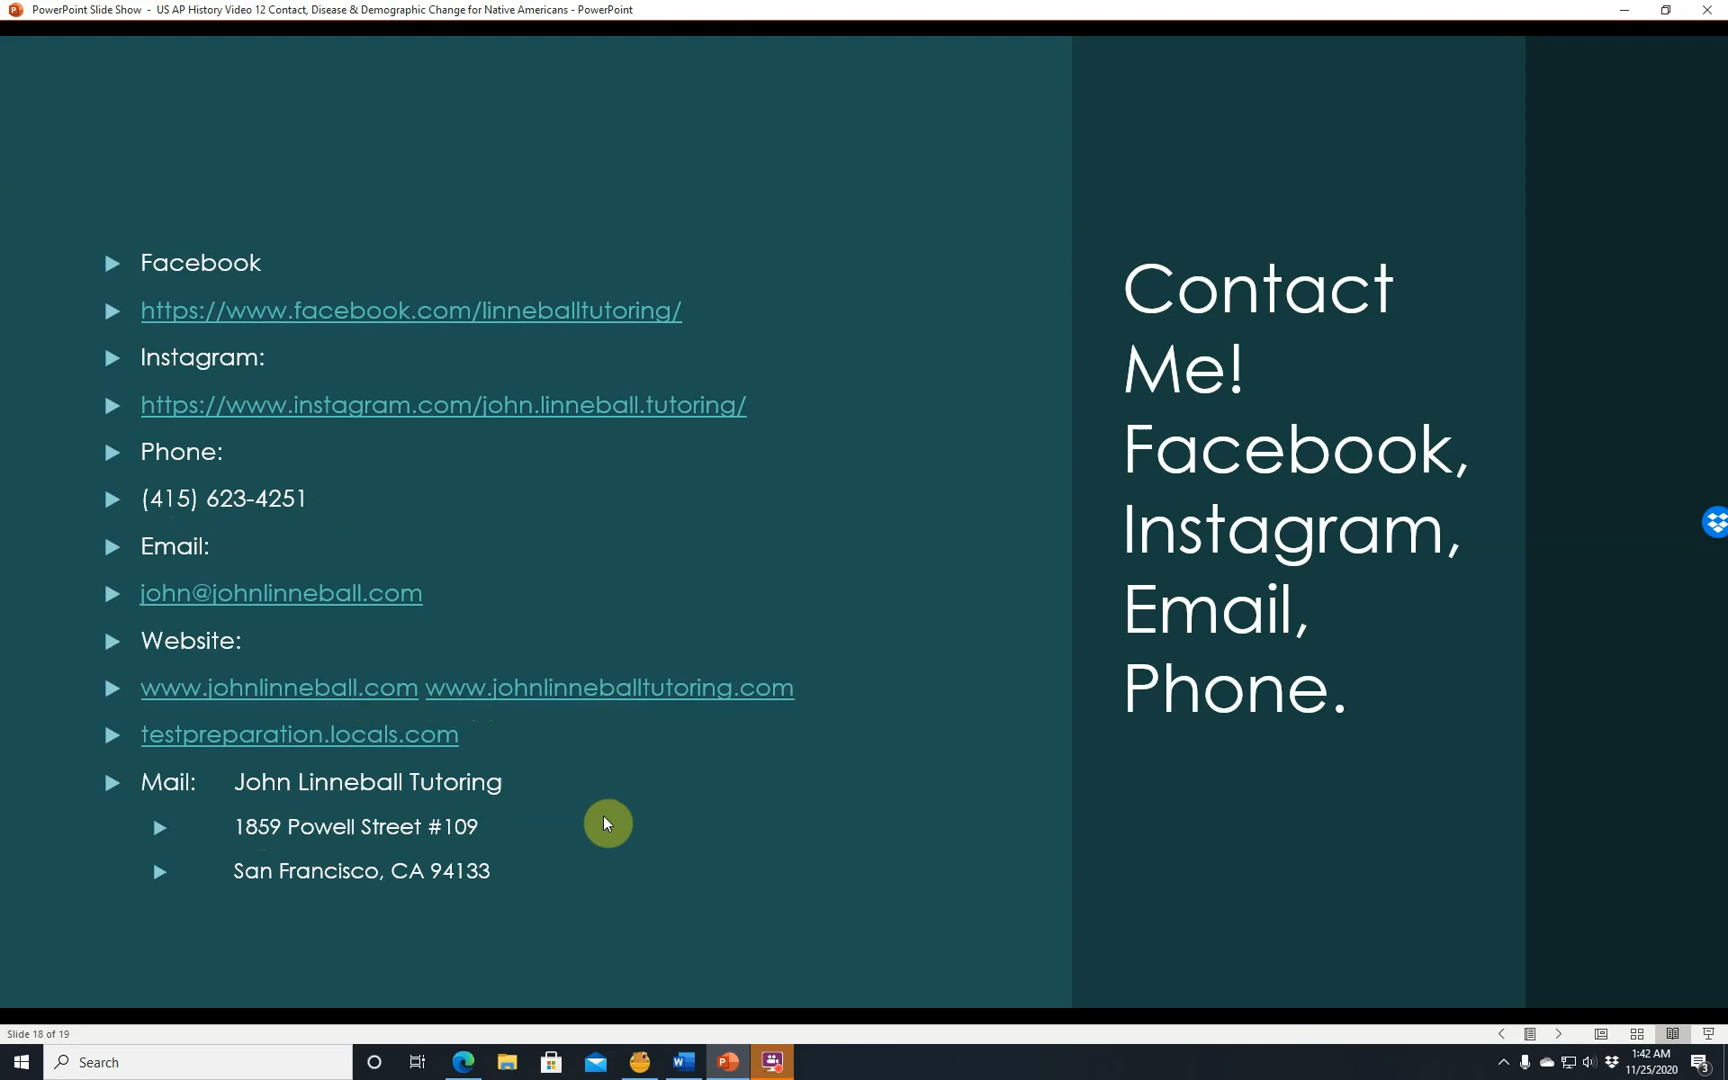 PowerPoint Slide Show - US AP History Video 12 Contact, Disease & Demographic Change for Native Americans - PowerPoint
Facebook
https://www.facebook.com/linneballtutoring/
Instagram:
https://www.instagram.com/john.linneball.tutoring/
Phone:
(415) 623-4251
Email:
john@johnlinneball.com
Website:
www.johnlinneball.com www.johnlinneballtutoring.com
testpreparation.locals.com
Mail: John Linneball Tutoring
1859 Powell Street #109
San Francisco, CA 94133
Contact
Me!
Facebook,
Instagram,
Email,
Phone.
Slide 18 of 19
Search
1:42 AM
11/25/2020
3